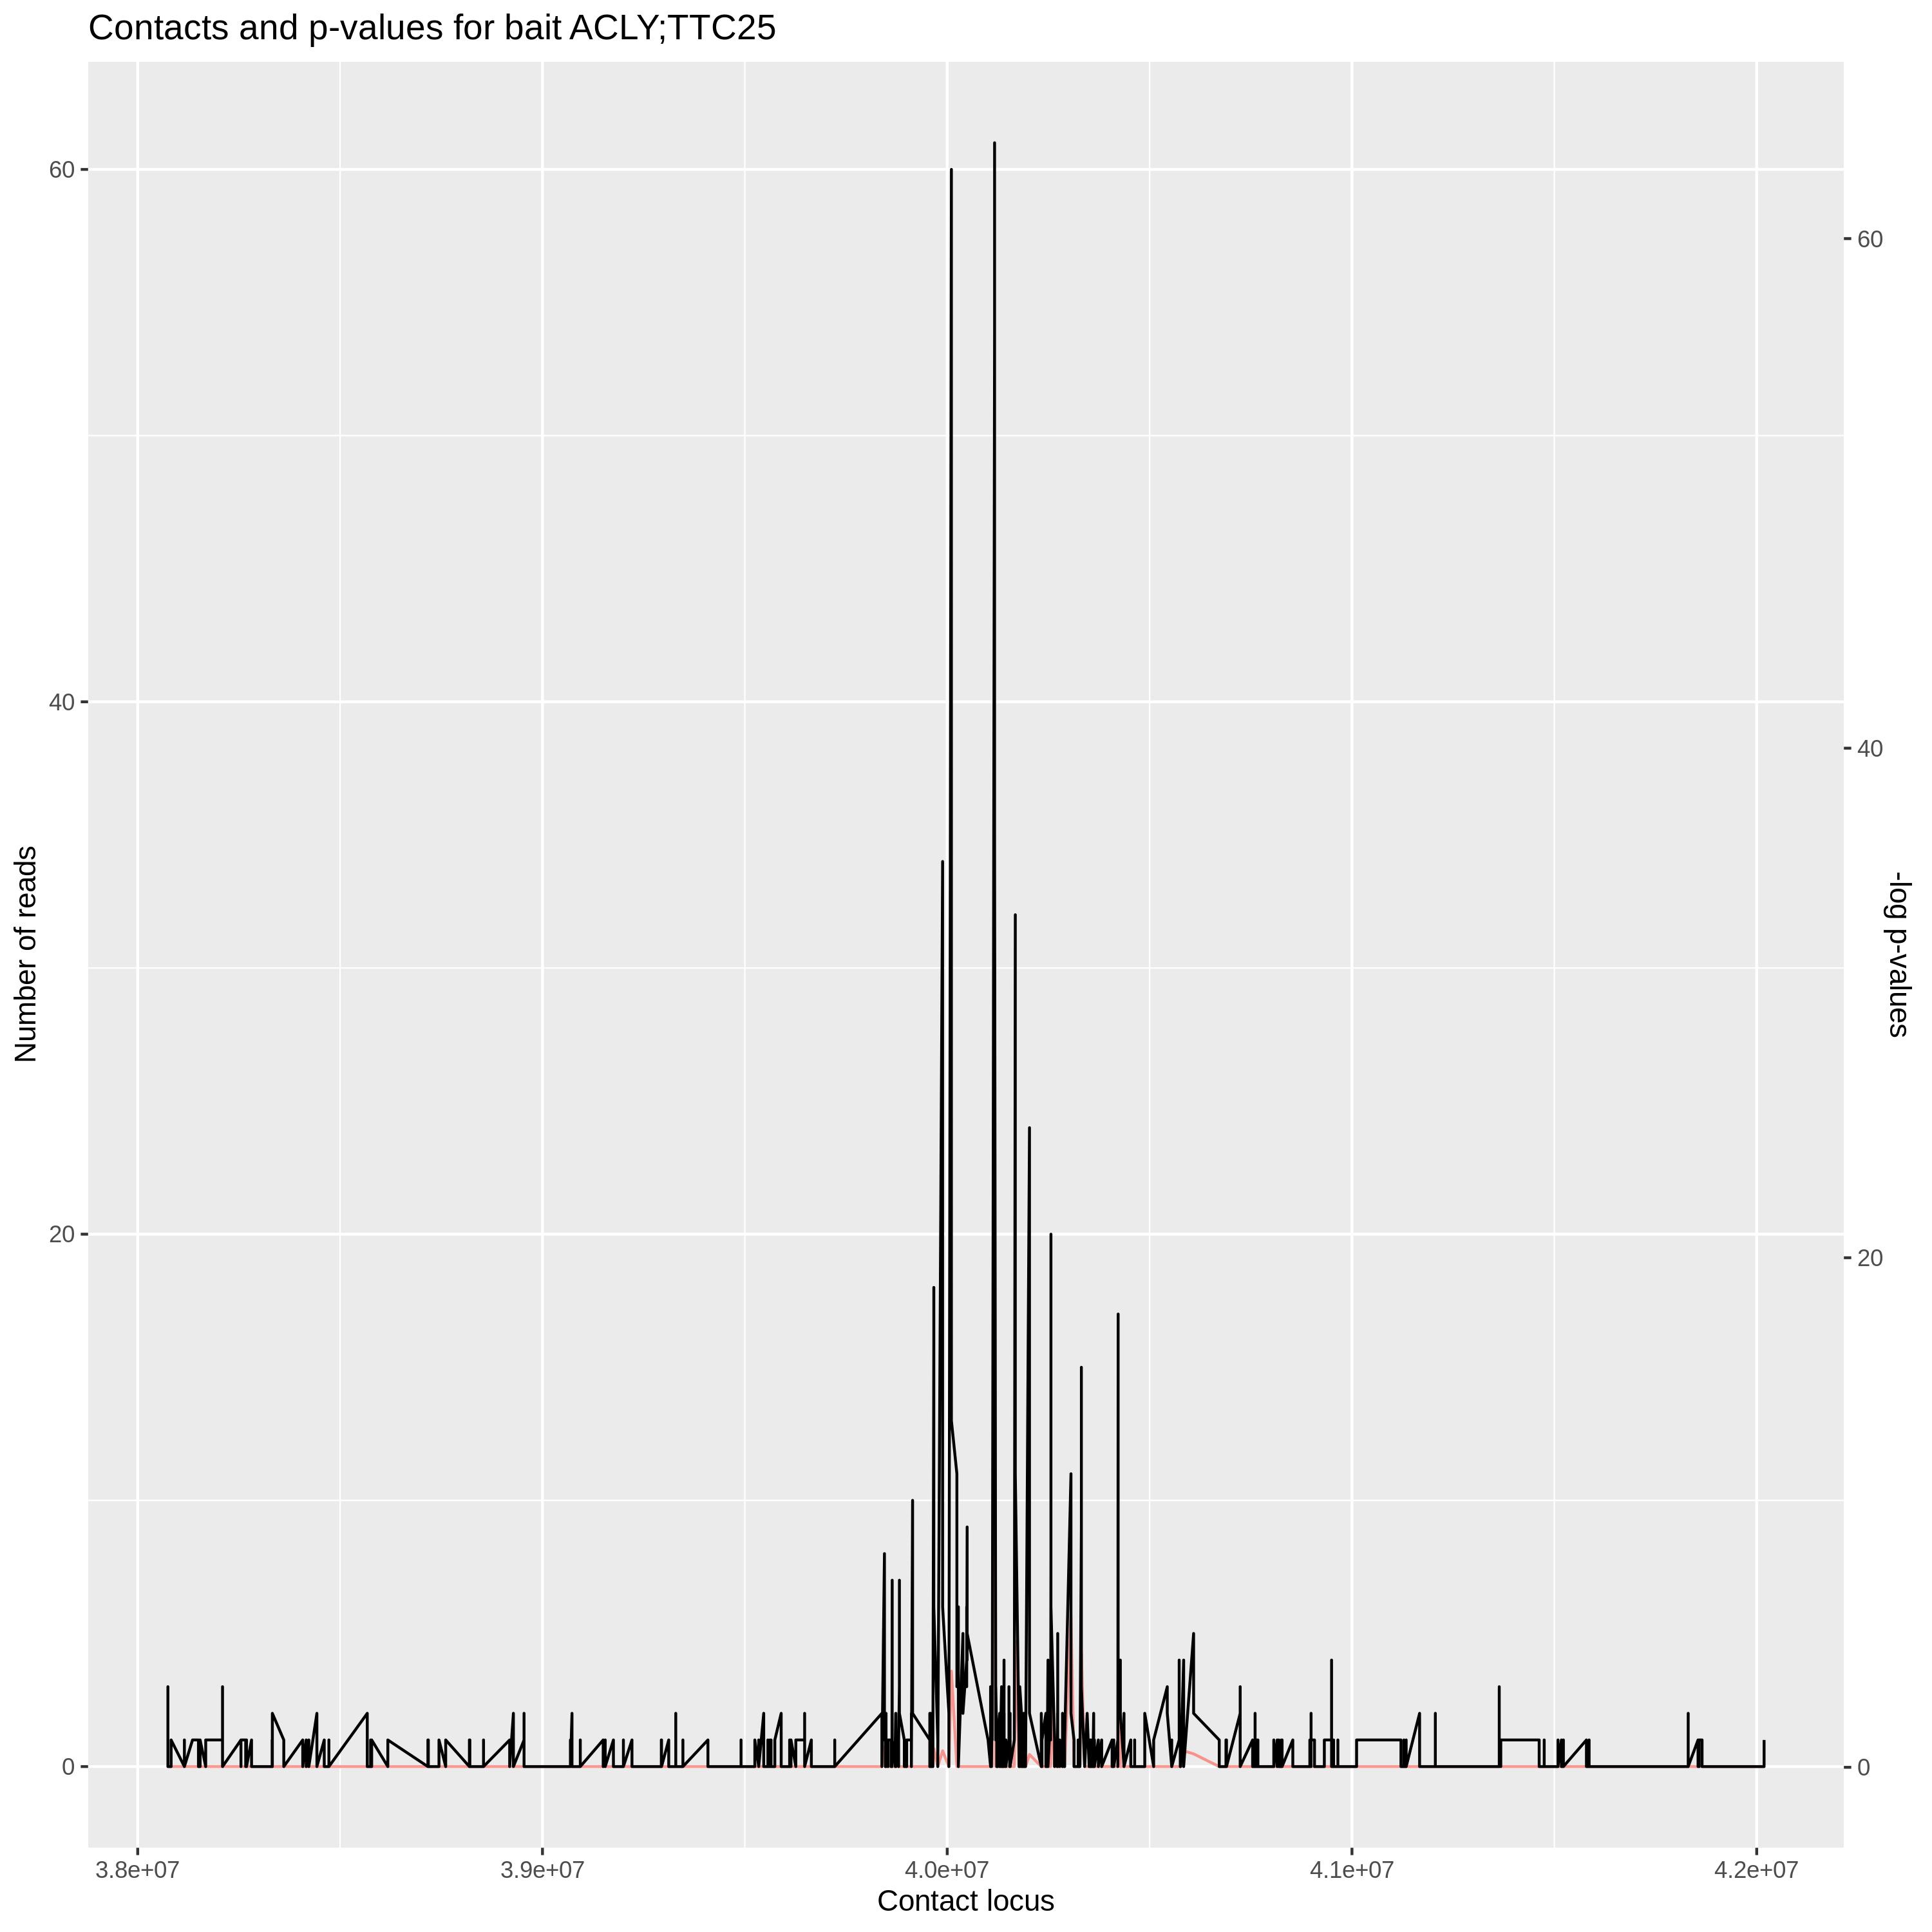 Contacts and p-values for bait ACLY;TTC25
60
40
20
0
Number of reads
60
40
20
0
-log p-values
3.8e+07
3.9e+07
4.0e+07
4.1e+07
4.2e+07
Contact locus